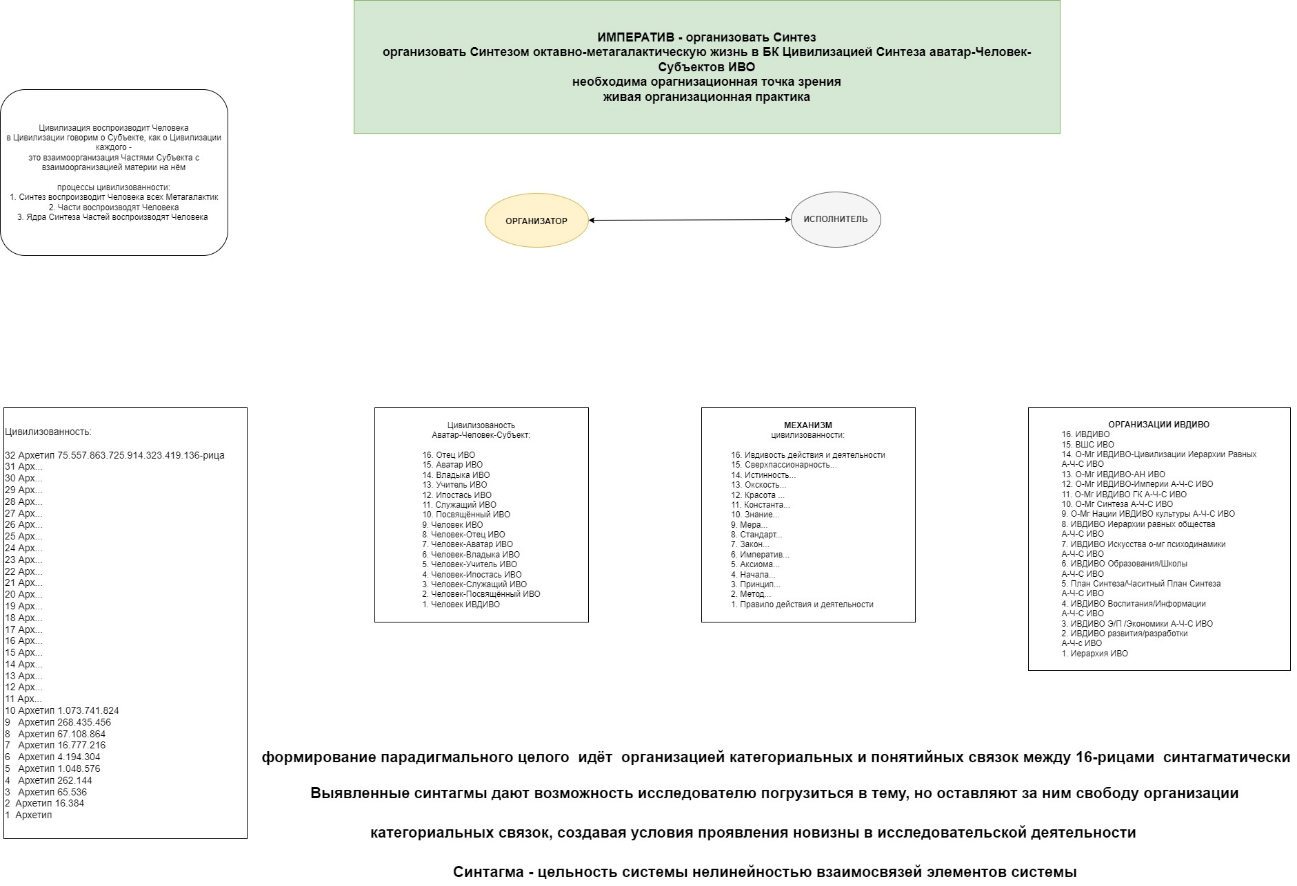 ИМПЕРАТИВ - организовать Синтез
организовать Синтезом октавно-метагалактическую жизнь в БК Цивилизацией Синтеза аватар-Человек-
Субъектов ИВО
необходима орагнизационная точка зрения
живая организационная практика
Цивилизация воспроизводит Человека
в Цивилизации говорим о Субъекте, как о Цивилизации
каждого -
это взаимоорганизация Частями Субъекта с
взаимоорганизацией материи на нём
процессы цивилизованности:
1. Синтез воспроизводит Человека всех Метагалактик
2. Части воспроизводят Человека
3. Ядра Синтеза Частей воспроизводят Человека
ОРГАНИЗАТОР
ИСПОЛНИТЕЛЬ
Цивилизованность:
32 Архетип 75.557.863.725.914.323.419.136-рица
31 Арх...
30 Арх...
29 Арх...
28 Арх...
27 Арх...
26 Арх...
25 Арх...
24 Арх...
23 Арх...
22 Арх...
21 Арх...
20 Арх...
19 Арх...
18 Арх...
17 Арх...
16 Арх...
15 Арх...
14 Арх...
13 Арх...
12 Арх...
11 Арх...
10 Архетип 1.073.741.824
9 Архетип 268.435.456
8 Архетип 67.108.864
7 Архетип 16.777.216
6 Архетип 4.194.304
5 Архетип 1.048.576
4 Архетип 262.144
3 Архетип 65.536
2 Архетип 16.384
1 Архетип
Цивилизованость
Аватар-Человек-Субъект:
16. Отец ИВО
15. Аватар ИВО
14. Владыка ИВО
13. Учитель ИВО
12. Ипостась ИВО
11. Служащий ИВО
10. Посвящённый ИВО
9. Человек ИВО
8. Человек-Отец ИВО
7. Человек-Аватар ИВО
6. Человек-Владыка ИВО
5. Человек-Учитель ИВО
4. Человек-Ипостась ИВО
3. Человек-Служащий ИВО
2. Человек-Посвящённый ИВО
1. Человек ИВДИВО
МЕХАНИЗМ
цивилизованности:
16. Ивдивость действия и деятельности
15. Сверхпассионарность...
14. Истинность...
13. Окскость...
12. Красота ...
11. Константа...
10. Знание...
9. Мера...
8. Стандарт...
7. Закон...
6. Императив...
5. Аксиома...
4. Начала...
3. Принцип...
2. Метод...
1. Правило действия и деятельности
ОРГАНИЗАЦИИ ИВДИВО
16. ИВДИВО
15. ВШС ИВО
14. О-Мг ИВДИВО-Цивилизации Иерархии Равных
А-Ч-С ИВО
13. О-Мг ИВДИВО-АН ИВО
12. О-Мг ИВДИВО-Империи А-Ч-С ИВО
11. О-Мг ИВДИВО ГК А-Ч-С ИВО
10. О-Мг Синтеза А-Ч-С ИВО
9. О-Мг Нации ИВДИВО культуры А-Ч-С ИВО
8. ИВДИВО Иерархии равных общества
А-Ч-С ИВО
7. ИВДИВО Искусства о-мг психодинамики
А-Ч-С ИВО
6. ИВДИВО Образования/Школы
А-Ч-С ИВО
5. План Синтеза/Часитный План Синтеза
А-Ч-С ИВО
4. ИВДИВО Воспитания/Информации
А-Ч-С ИВО
3. ИВДИВО Э/П /Экономики А-Ч-С ИВО
2. ИВДИВО развития/разработки
А-Ч-с ИВО
1. Иерархия ИВО
формирование парадигмального целого идёт организацией категориальных и понятийных связок между 16-рицами синтагматически
Выявленные синтагмы дают возможность исследователю погрузиться в тему, но оставляют за ним свободу организации
категориальных связок, создавая условия проявления новизны в исследовательской деятельности
Синтагма - цельность системы нелинейностью взаимосвязей элементов системы